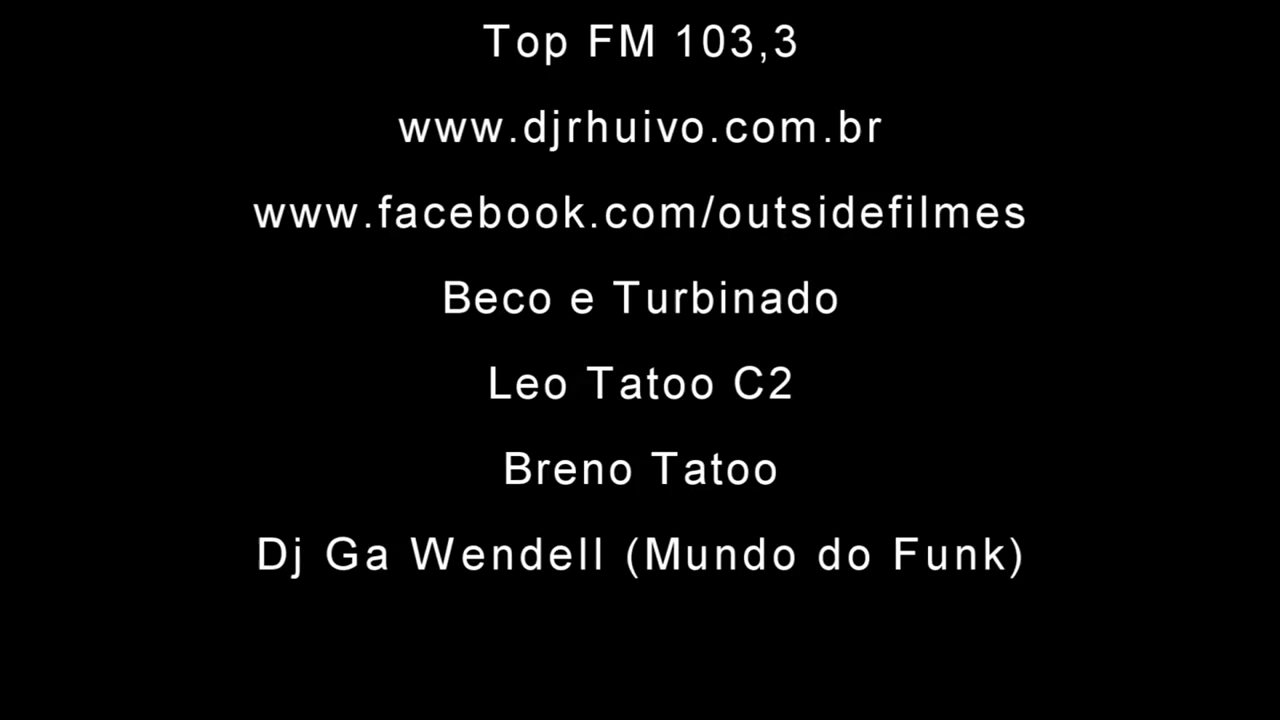 Top FM 103,3
www.djrhuivo.com.br
www.facebook.com/outsidefilmes
Beco e Turbinado
Leo Tatoo C2
Breno Tatoo
Dj Ga Wendell (Mundo do Funk)